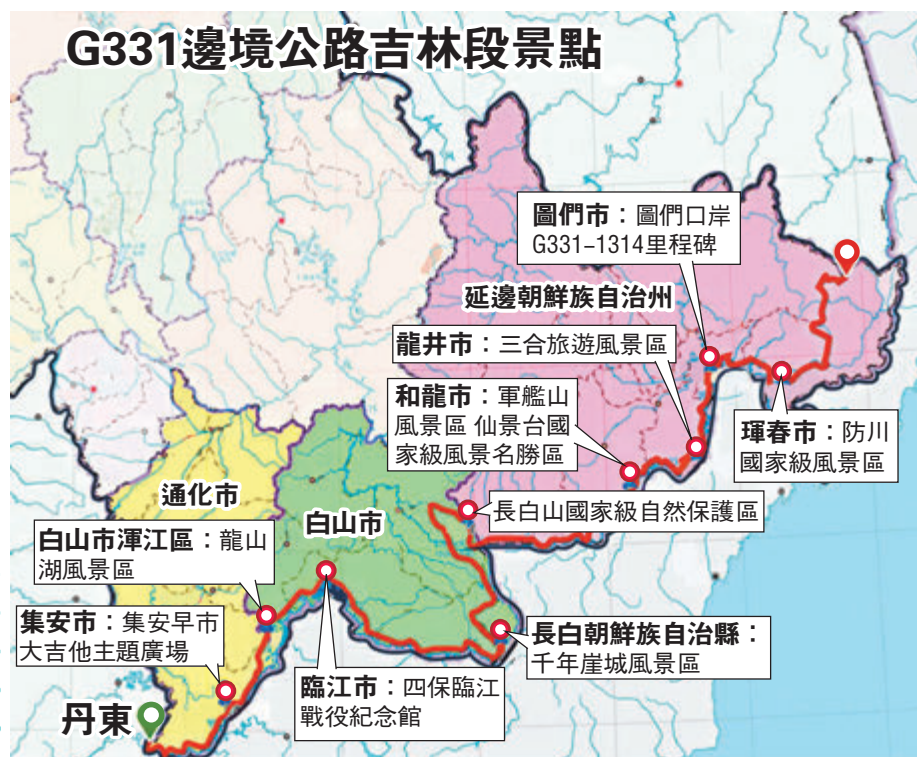 G331邊境公路吉林段景點
圖們市：圖們口岸
G331-1314里程碑
延邊朝鮮族自治州
龍井市：三合旅遊風景區
和龍市：軍艦山
風景區 仙景台國
家級風景名勝區
琿春市：防川
國家級風景區
通化市
長白山國家級自然保護區
白山市
白山市渾江區：龍山
湖風景區
集安市：集安早市
大吉他主題廣場
長白朝鮮族自治縣：
千年崖城風景區
臨江市：四保臨江
戰役紀念館
丹東